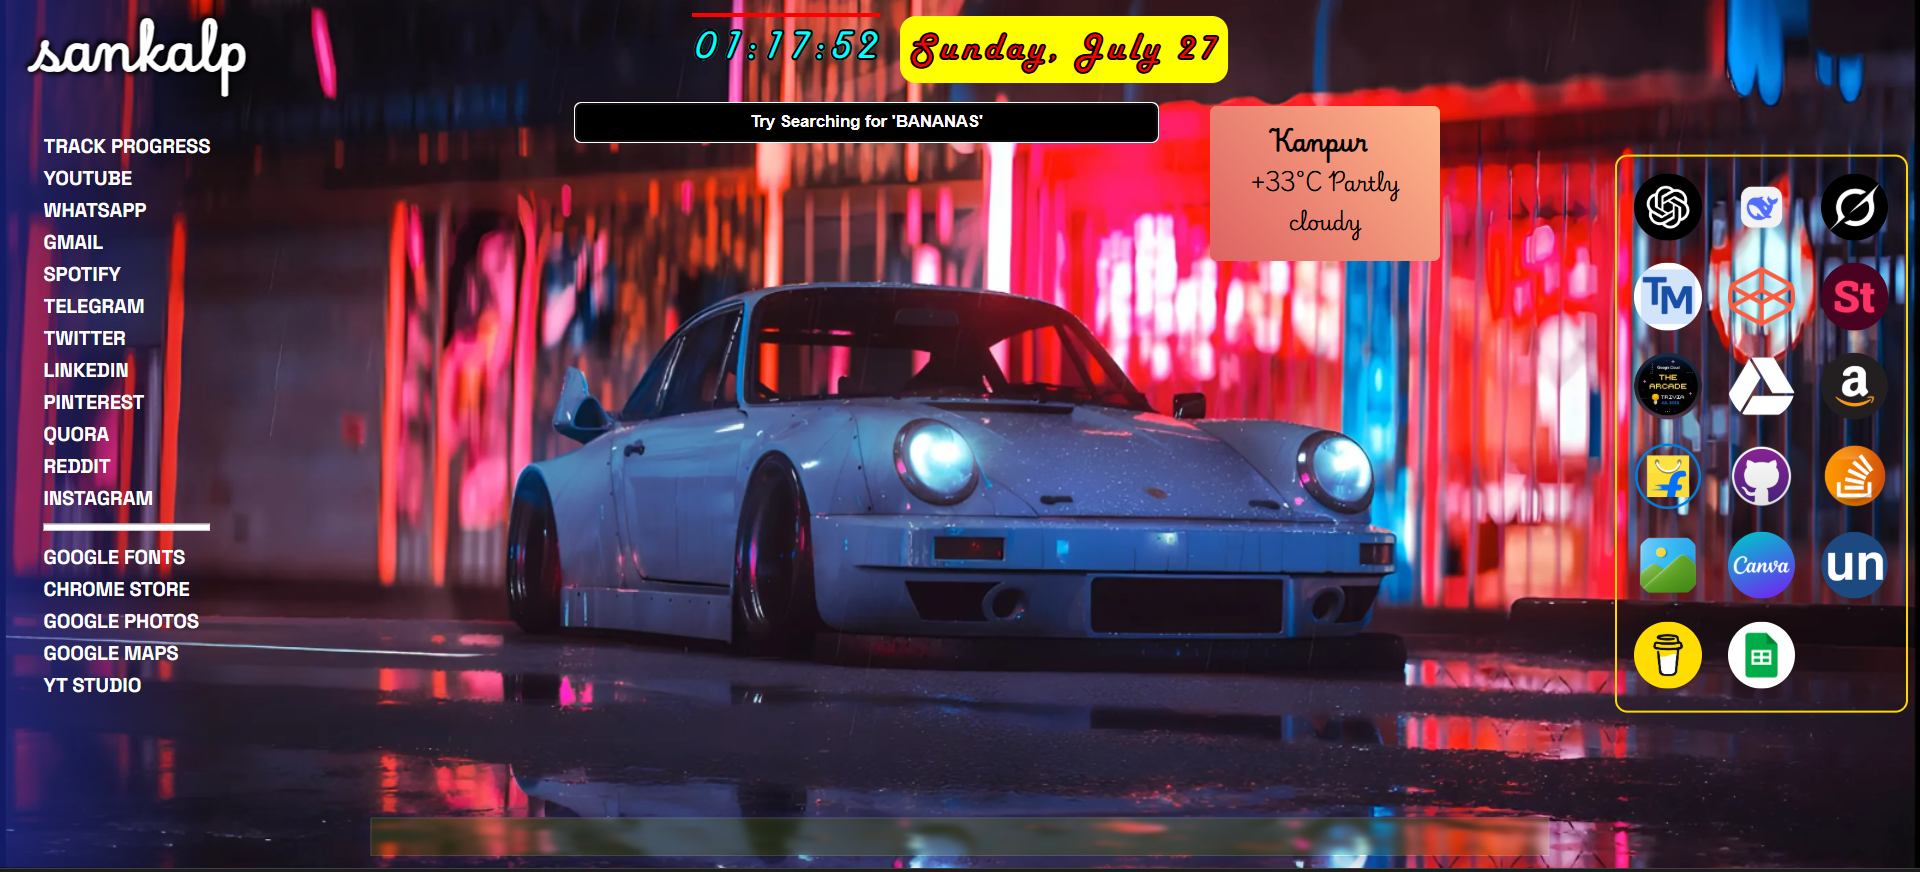 sankalp
01:17:52
Sunday, July 27
Try Searching for 'BANANAS'
Kanpur
+33°C Partly
cloudy
TRACK PROGRESS
YOUTUBE
WHATSAPP
GMAIL
SPOTIFY
TELEGRAM
TWITTER
LINKEDIN
PINTEREST
QUORA
REDDIT
INSTAGRAM
GOOGLE FONTS
CHROME STORE
GOOGLE PHOTOS
GOOGLE MAPS
YT STUDIO
TM
St
Google Cloud
THE
ARCADE
TRIVIA
a
f
Canva
un